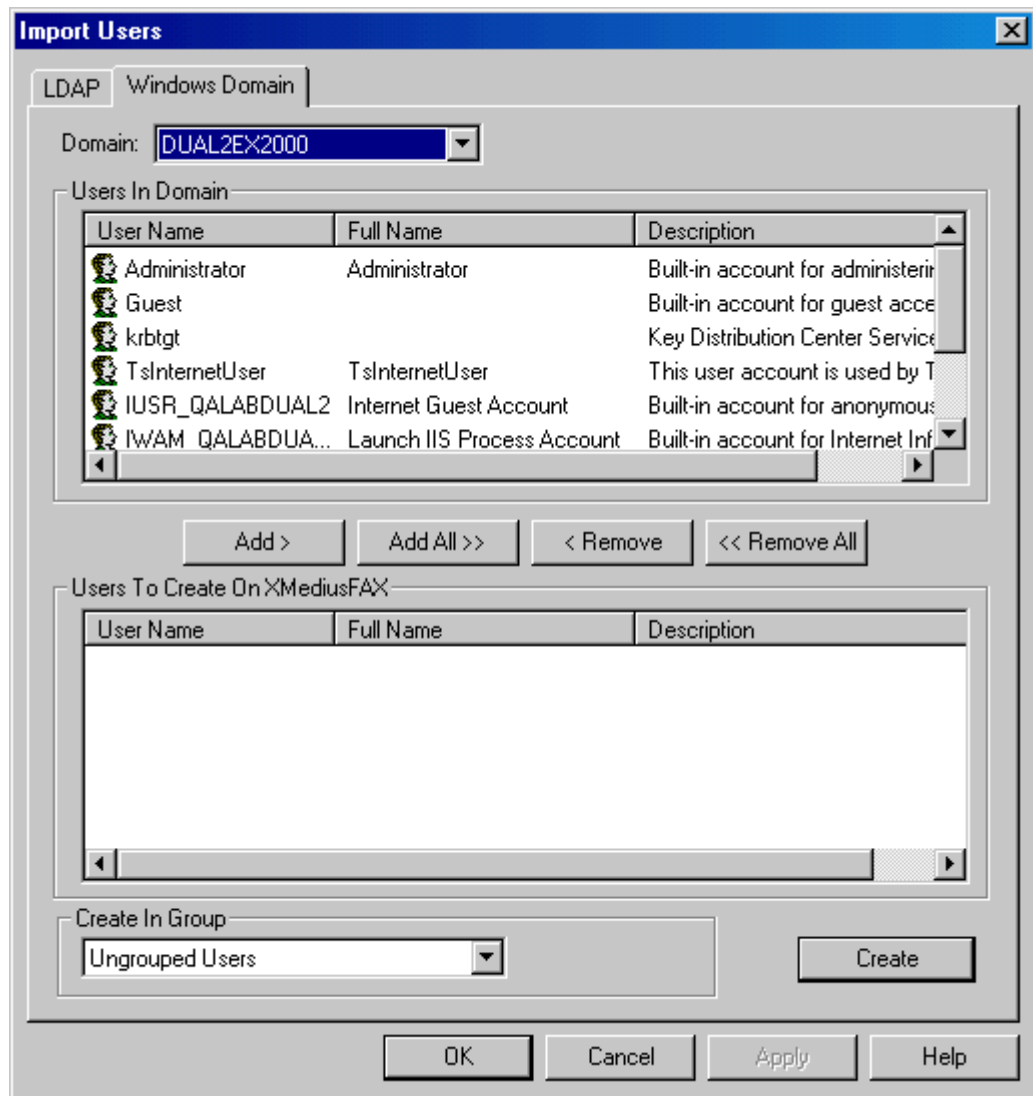 Import Users
LDAP Windows Domain
Domain: DUAL2EX2000
Users In Domain
User Name Full Name Description
Administrator Administrator Built-in account for administerin
Guest Built-in account for guest acce
krbtgt Key Distribution Center Service
TsInternetUser TsInternetUser This user account is used by T
IUSR_QALABDUAL2 Internet Guest Account Built-in account for anonymous
IWAM_QALABDUA... Launch IIS Process Account Built-in account for Internet Inf
Add > Add All >> < Remove << Remove All
Users To Create On XMediusFAX
User Name Full Name Description
Create In Group
Ungrouped Users Create
OK Cancel Apply Help